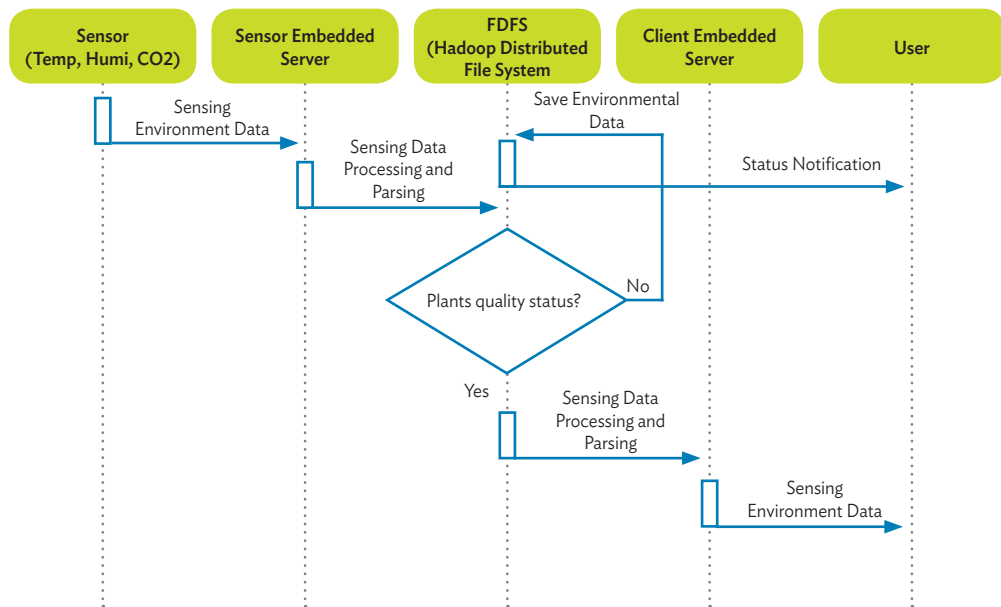 Sensor
(Temp, Humi, CO2)
Sensor Embedded
Server
FDFS
(Hadoop Distributed
File System
Client Embedded
Server
User
Sensing
Environment Data
Save Environmental
Data
Sensing Data
Processing and
Parsing
Status Notification
Plants quality status?
No
Yes
Sensing Data
Processing and
Parsing
Sensing
Environment Data